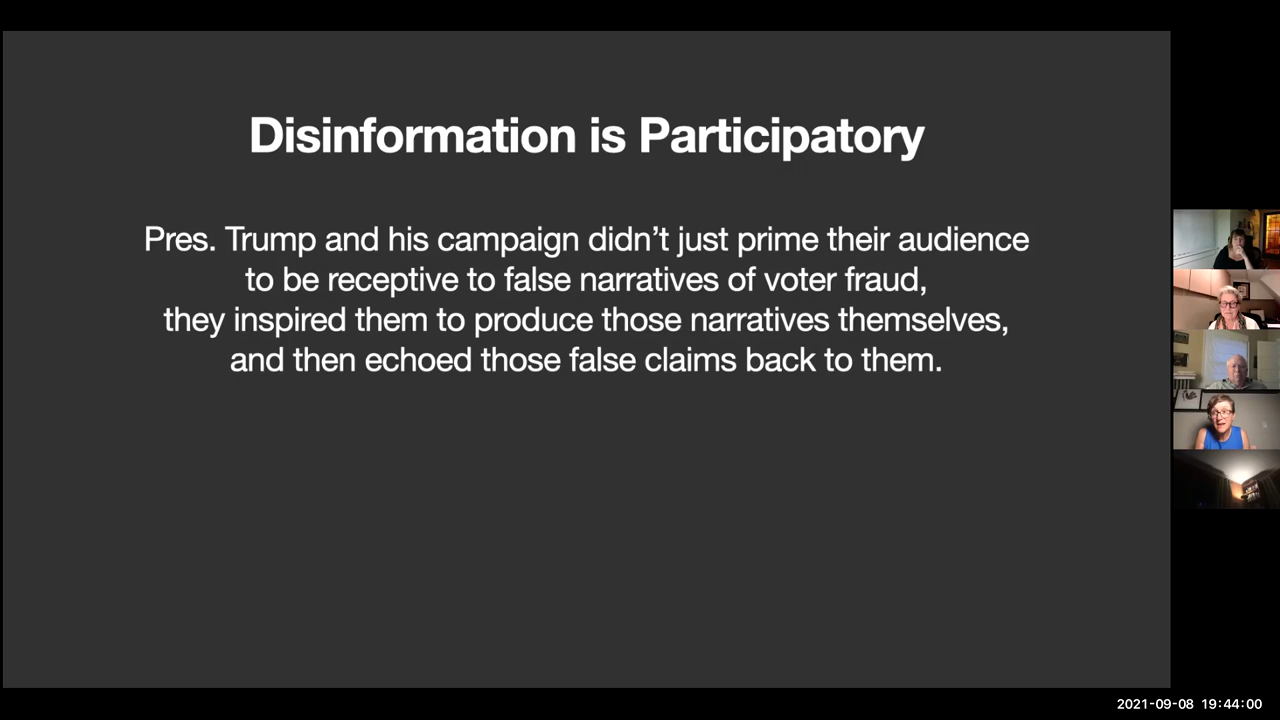 Disinformation is Participatory
Pres. Trump and his campaign didn’t just prime their audience
to be receptive to false narratives of voter fraud,
they inspired them to produce those narratives themselves,
and then echoed those false claims back to them.
2021-09-08 19:44:00